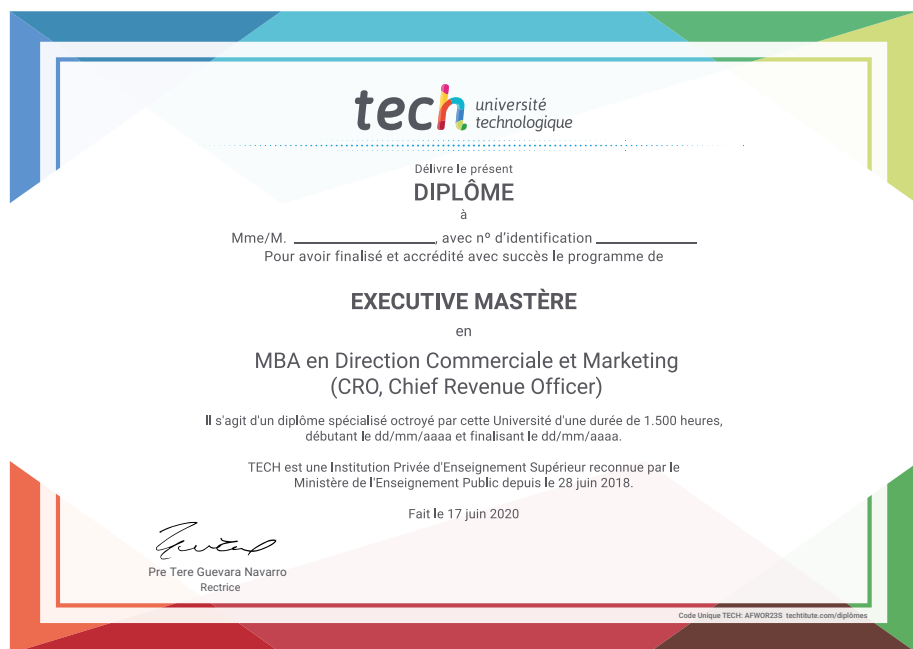 tech université
technologique
Délivre le présent
DIPLÔME
à
Mme/M. ____________________, avec nº d'identification ______________
Pour avoir finalisé et accrédité avec succès le programme de
EXECUTIVE MASTÈRE
en
MBA en Direction Commerciale et Marketing
(CRO, Chief Revenue Officer)
Il s'agit d'un diplôme spécialisé octroyé par cette Université d'une durée de 1.500 heures,
débutant le dd/mm/aaaa et finalisant le dd/mm/aaaa.
TECH est une Institution Privée d'Enseignement Supérieur reconnue par le
Ministère de l'Enseignement Public depuis le 28 juin 2018.
Fait le 17 juin 2020
Pre Tere Guevara Navarro
Rectrice
Code Unique TECH: AFWOR23S techtitute.com/diplômes